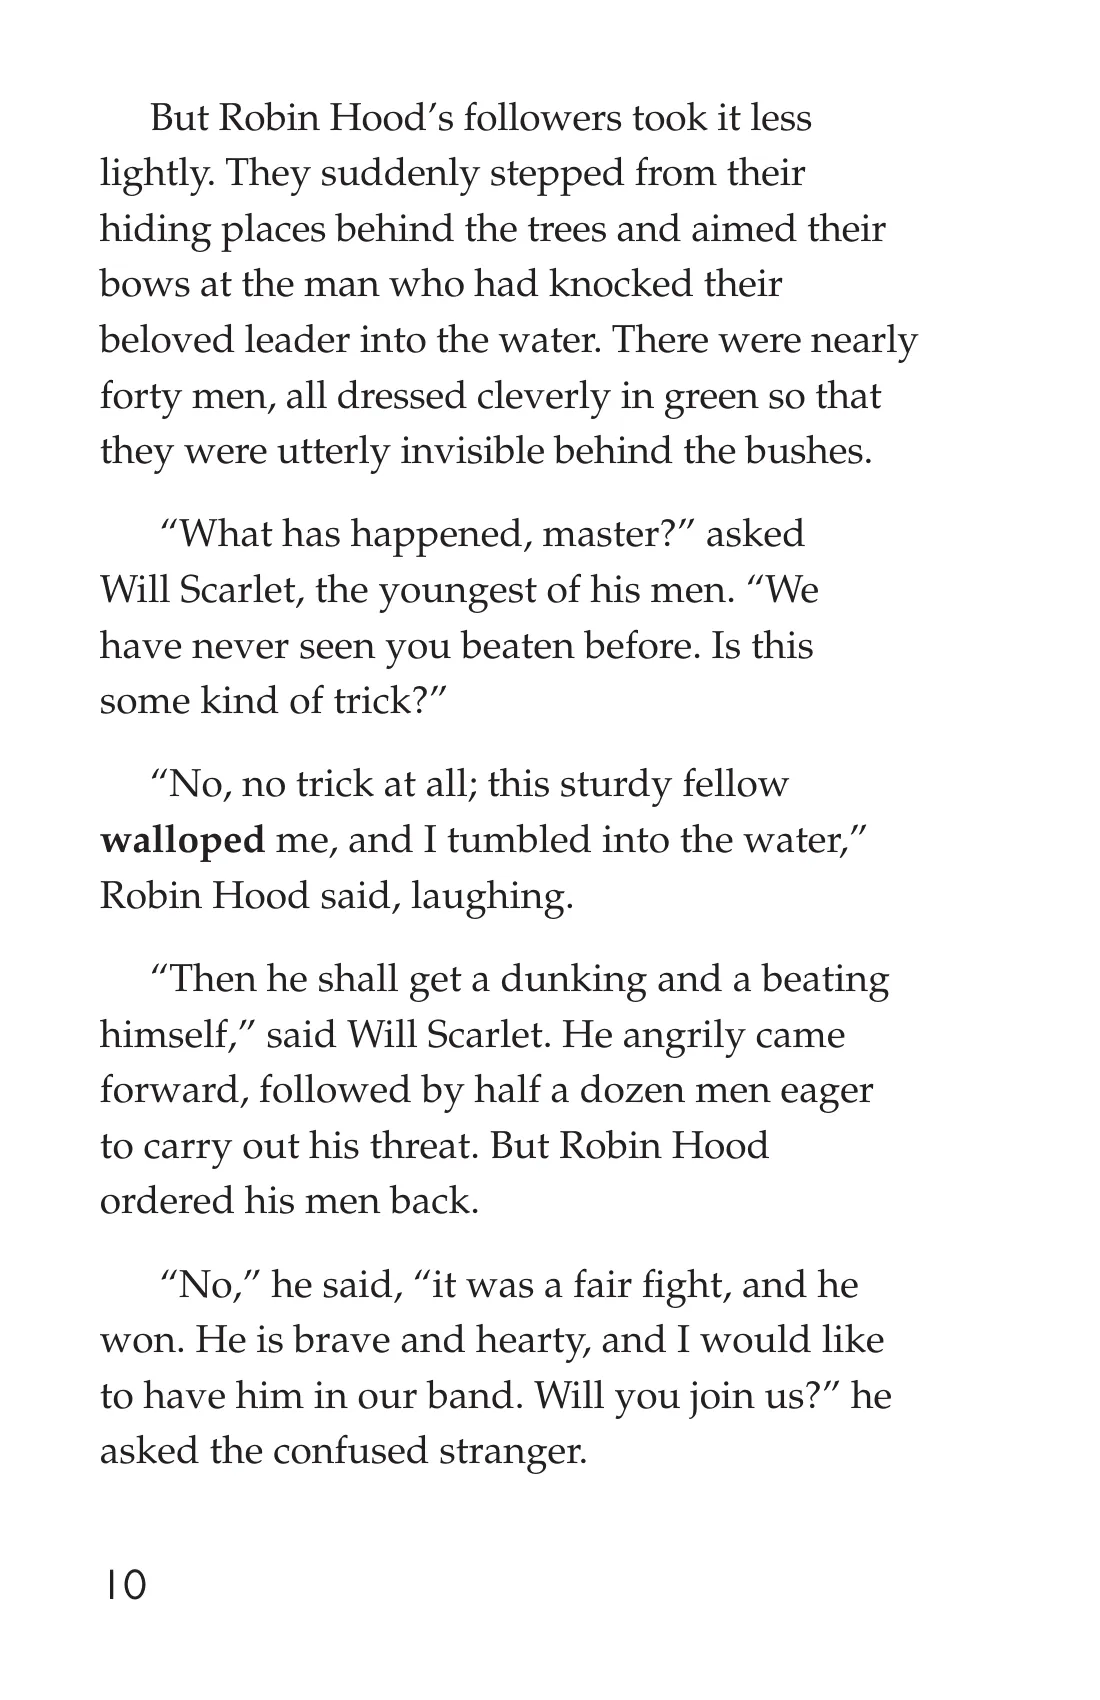 But Robin Hood’s followers took it less
lightly. They suddenly stepped from their
hiding places behind the trees and aimed their
bows at the man who had knocked their
beloved leader into the water. There were nearly
forty men, all dressed cleverly in green so that
they were utterly invisible behind the bushes.
“What has happened, master?” asked
Will Scarlet, the youngest of his men. “We
have never seen you beaten before. Is this
some kind of trick?”
“No, no trick at all; this sturdy fellow
walloped me, and I tumbled into the water,”
Robin Hood said, laughing.
“Then he shall get a dunking and a beating
himself,” said Will Scarlet. He angrily came
forward, followed by half a dozen men eager
to carry out his threat. But Robin Hood
ordered his men back.
“No,” he said, “it was a fair fight, and he
won. He is brave and hearty, and I would like
to have him in our band. Will you join us?” he
asked the confused stranger.
10